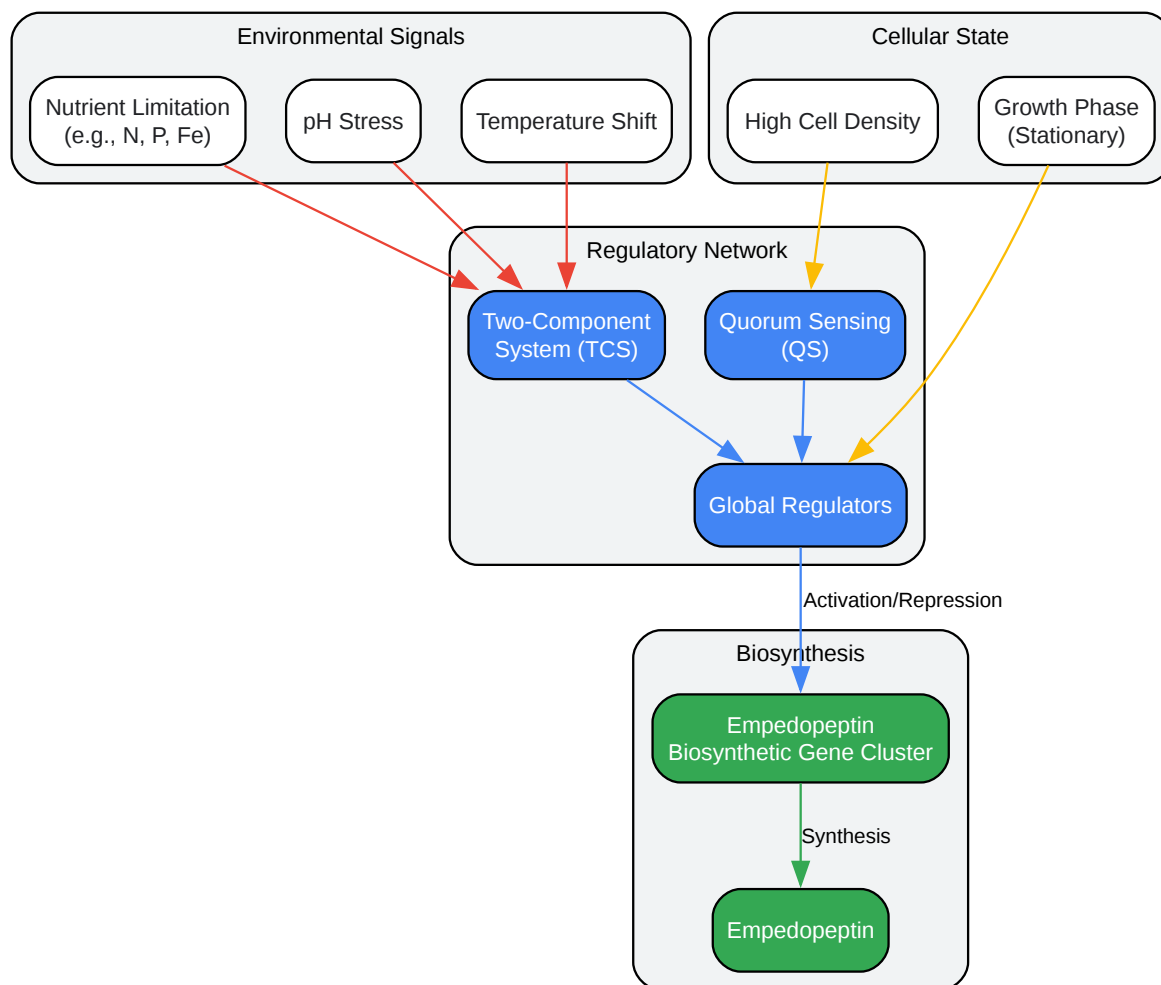 Environmental Signals
Cellular State
Nutrient Limitation
(e.g., N, P, Fe)
pH Stress
Temperature Shift
High Cell Density
Growth Phase
(Stationary)
Regulatory Network
Two-Component
System (TCS)
Quorum Sensing
(QS)
Global Regulators
Activation/Repression
Biosynthesis
Empedopeptin
Biosynthetic Gene Cluster
Synthesis
Empedopeptin